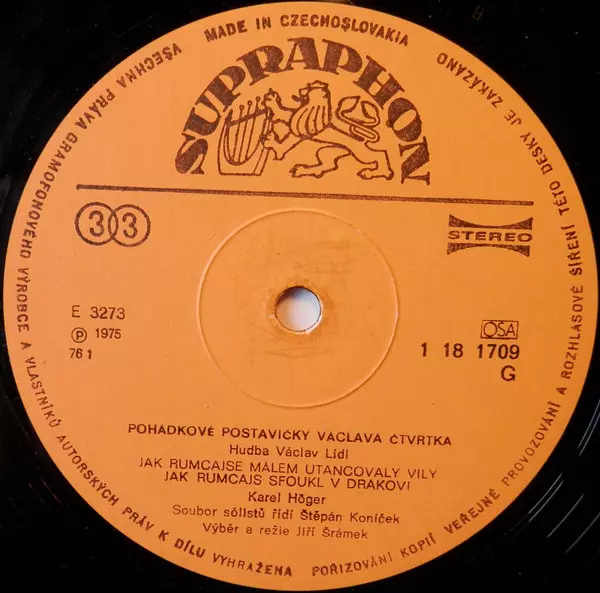 MADE IN CZECHOSLOVAKIA
VŠECHNA PRÁVA GRAMOFONOVÉHO VÝROBCE A VLASTNÍKŮ AUTORSKÝCH PRÁV K DÍLU VYHRAŽENA
POŘIZOVÁNÍ KOPIÍ VEŘEJNÉ PROVOZOVÁNÍ A ROZHLASOVÉ ŠÍŘENÍ TÉTO DESKY JE ZAKÁZÁNO
SUPRAPHON
33
STEREO
E 3273
℗ 1975
76 1
OSA
1 18 1709
G
POHÁDKOVÉ POSTAVIČKY VÁCLAVA ČTVRTKA
Hudba Václav Lídl
JAK RUMCAJSE MÁLEM UTANCOVALY VÍLY
JAK RUMCAJS SFOUKL V DRAKOVI
Karel Höger
Soubor sólistů řídí Štěpán Koníček
Výběr a režie Jiří Šrámek